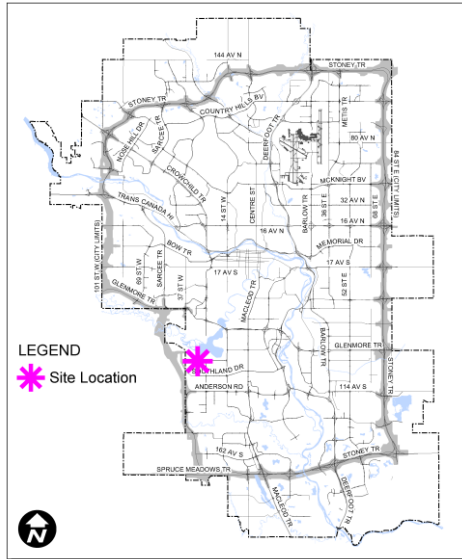 144 AV N
STONEY TR
STONEY TR
COUNTRY HILLS BV
METIS TR
NOSE HILL DR
SARCEE TR
DEERFOOT TR
80 AV N
CROWCHILD TR
MCKNIGHT BV
84 ST E (CITY LIMITS)
TRANS CANADA HI
14 ST W
CENTRE ST
BARLOW TR
36 ST E
32 AV N
68 ST E
16 AV N
16 AV N
101 ST W (CITY LIMITS)
BOW TR
MEMORIAL DR
69 ST W
SARCEE TR
37 ST W
17 AV S
17 AV S
52 ST E
GLENMORE TR
MACLEOD TR
BARLOW TR
GLENMORE TR
LEGEND
Site Location
ANDERSON RD
114 AV S
STONEY TR
162 AV S
STONEY TR
SPRUCE MEADOWS TR
MACLEOD TR
DEERFOOT TR
N